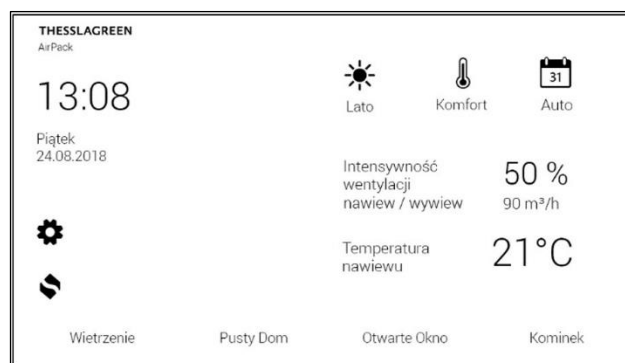 THESSLAGREEN
AirPack
13:08
Piątek
24.08.2018
31
Lato
Komfort
Auto
Intensywność
wentylacji
nawiew / wywiew
50 %
90 m³/h
Temperatura
nawiewu
21°C
Wietrzenie
Pusty Dom
Otwarte Okno
Kominek